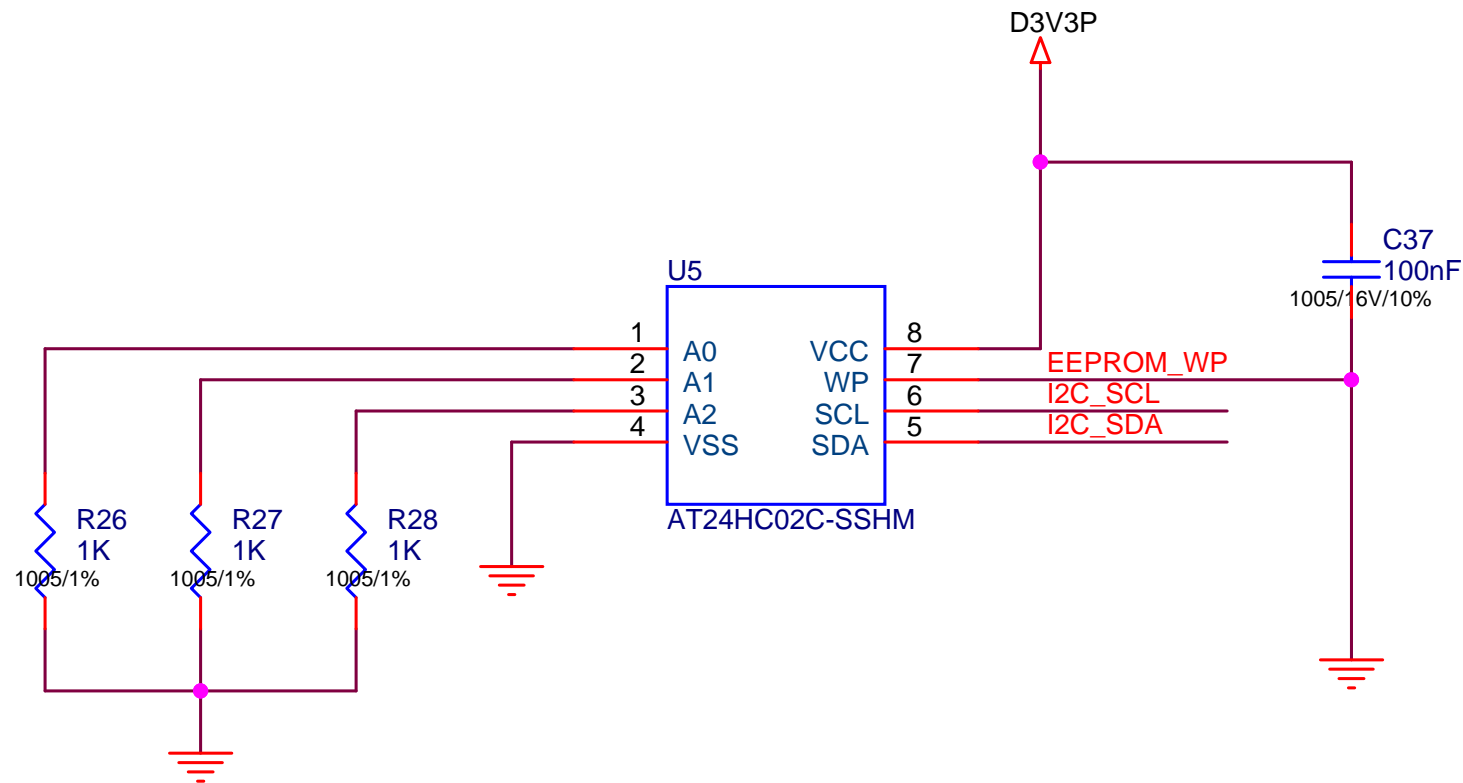 D3V3P
C37
100nF
1005/16V/10%
U5
1
A0
VCC
8
2
A1
WP
7
EEPROM_WP
3
A2
SCL
6
I2C_SCL
4
VSS
SDA
5
I2C_SDA
AT24HC02C-SSHM
R26
1K
1005/1%
R27
1K
1005/1%
R28
1K
1005/1%